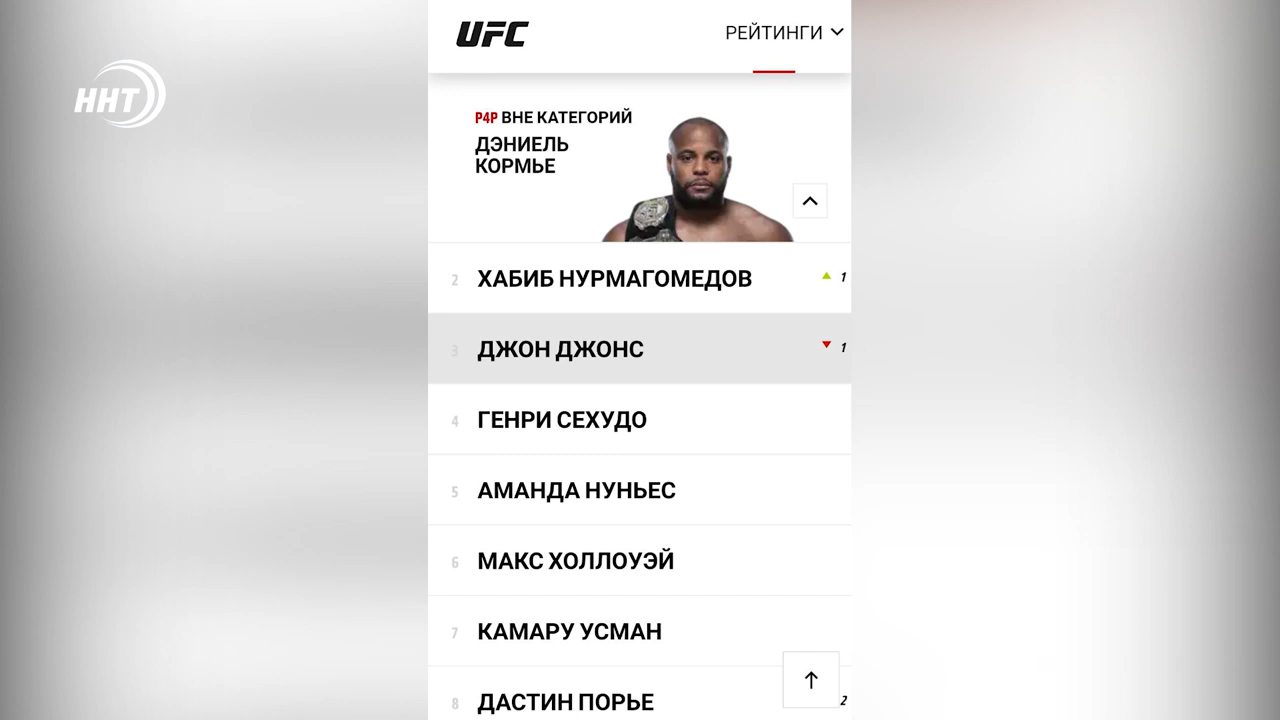 ННТ
UFC
РЕЙТИНГИ
P4P ВНЕ КАТЕГОРИЙ
ДЭНИЕЛЬ
КОРМЬЕ
2 ХАБИБ НУРМАГОМЕДОВ 1
3 ДЖОН ДЖОНС 1
4 ГЕНРИ СЕХУДО
5 АМАНДА НУНЬЕС
6 МАКС ХОЛЛОУЭЙ
7 КАМАРУ УСМАН
8 ДАСТИН ПОРЬЕ 2